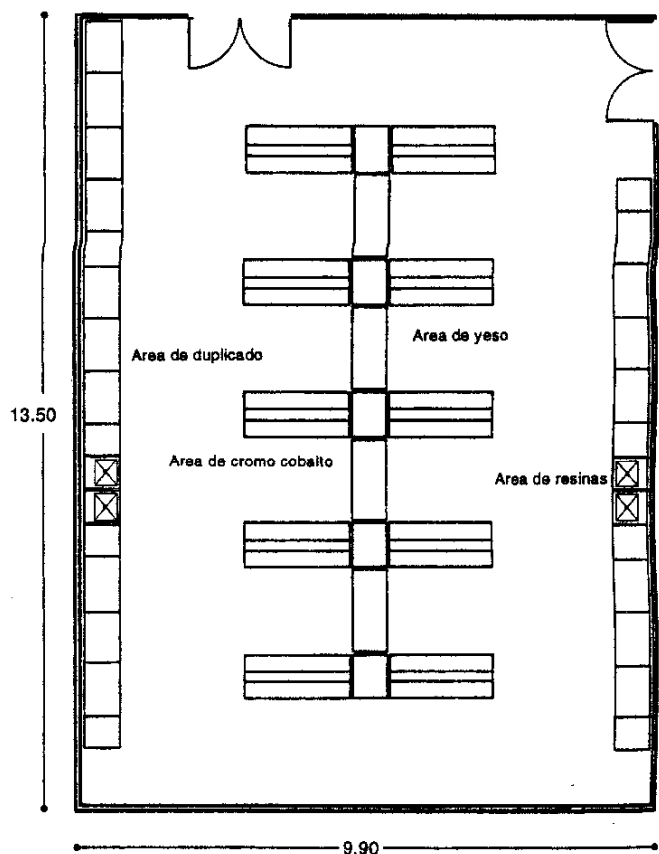 Area de yeso
Area de duplicado
13.50
Area de cromo cobalto
Area de resinas
9.90